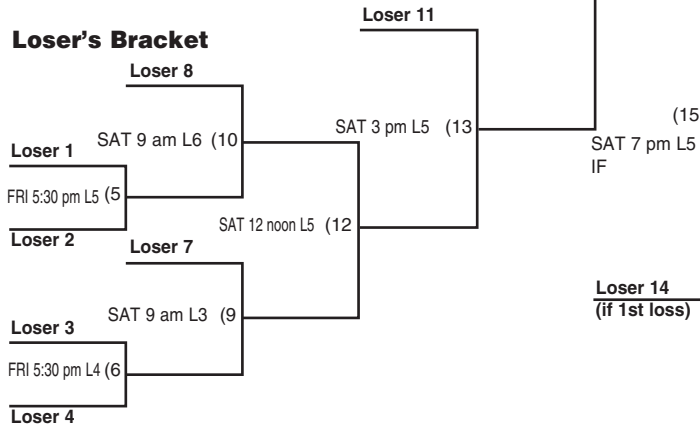 Loser 11
Loser's Bracket
Loser 8
(15
SAT 3 pm L5 (13
SAT 9 am L6 (10
SAT 7 pm L5
IF
Loser 1
FRI 5:30 pm L5 (5
SAT 12 noon L5 (12
Loser 2
Loser 7
Loser 14
(if 1st loss)
SAT 9 am L3 (9
Loser 3
FRI 5:30 pm L4 (6
Loser 4